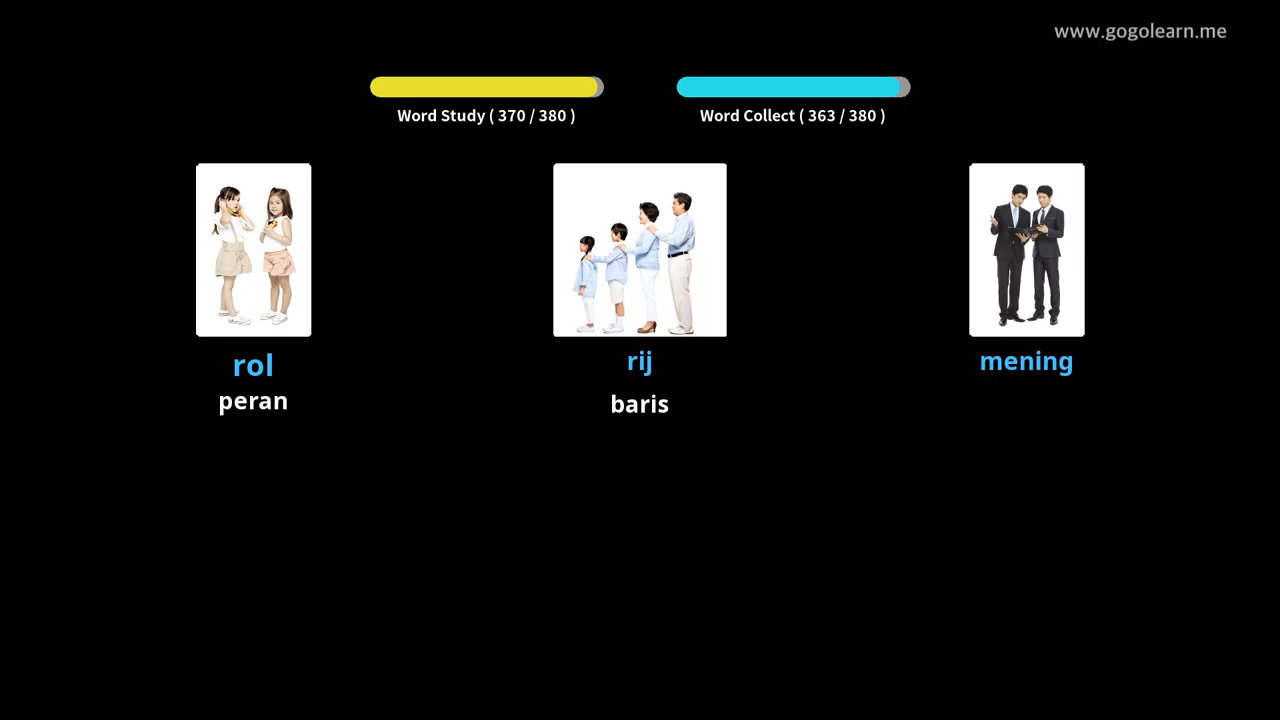 www.gogolearn.me
Word Study ( 370 / 380 )
Word Collect ( 363 / 380 )
rol
peran
rij
baris
mening